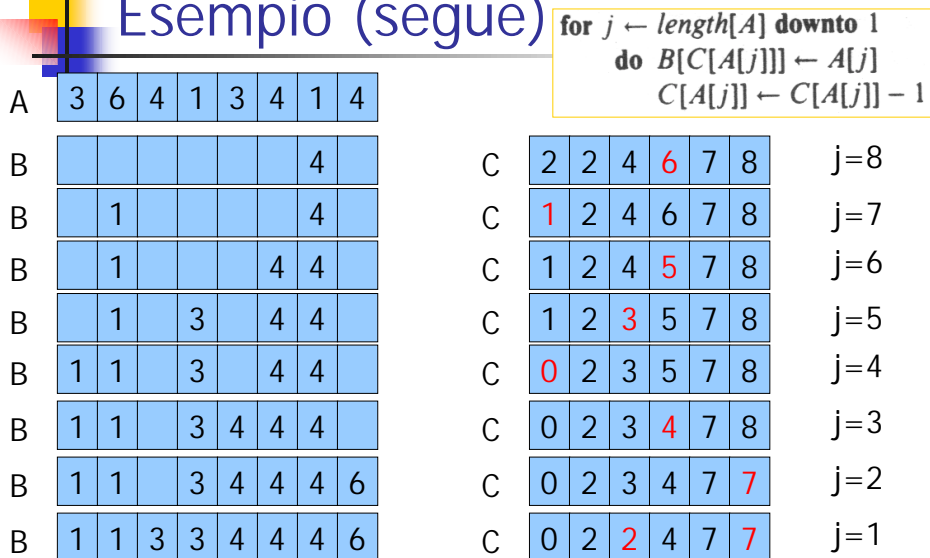 Esempio (segue)
for j ← length[A] downto 1
do B[C[A[j]]] ← A[j]
C[A[j]] ← C[A[j]] − 1
A 3 6 4 1 3 4 1 4
B 4 C 2 2 4 6 7 8 j=8
B 1 4 C 1 2 4 6 7 8 j=7
B 1 4 4 C 1 2 4 5 7 8 j=6
B 1 3 4 4 C 1 2 3 5 7 8 j=5
B 1 1 3 4 4 C 0 2 3 5 7 8 j=4
B 1 1 3 4 4 4 C 0 2 3 4 7 8 j=3
B 1 1 3 4 4 4 6 C 0 2 3 4 7 7 j=2
B 1 1 3 3 4 4 4 6 C 0 2 2 4 7 7 j=1